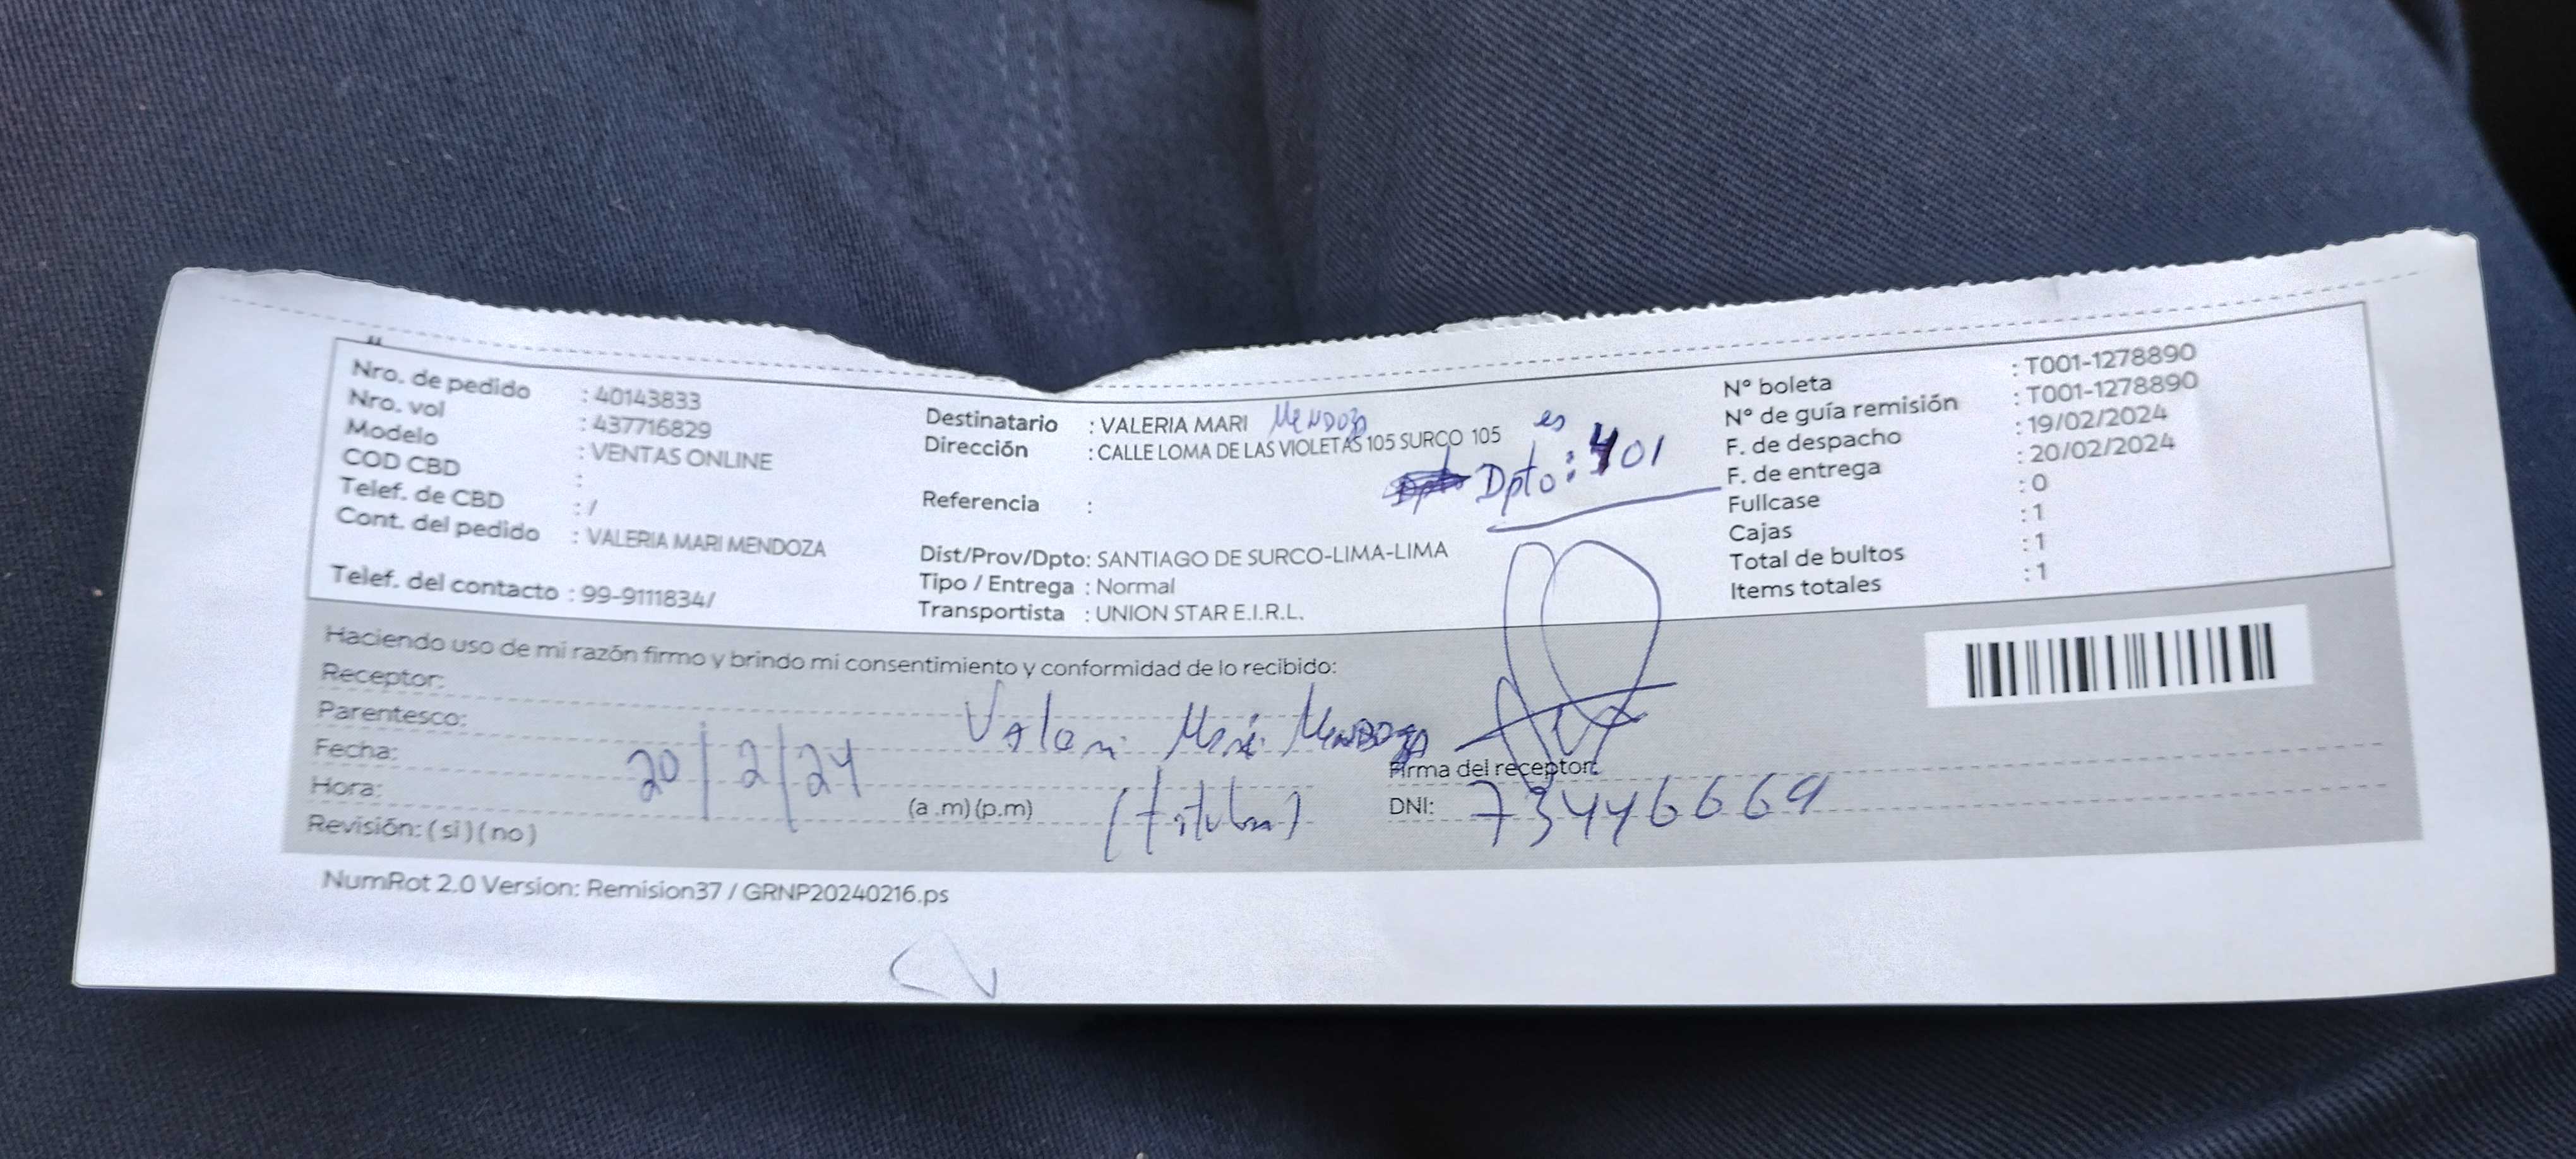 Nro. de pedido : 40143833
Nro. vol : 437716829
Modelo : VENTAS ONLINE
COD CBD :
Telef. de CBD : /
Cont. del pedido : VALERIA MARI MENDOZA
Telef. del contacto : 99-9111834/
Destinatario : VALERIA MARI Mendoza
Dirección : CALLE LOMA DE LAS VIOLETAS 105 SURCO 105
es
Dpto: 401
Referencia :
Dist/Prov/Dpto: SANTIAGO DE SURCO-LIMA-LIMA
Tipo / Entrega : Normal
Transportista : UNION STAR E.I.R.L.
N° boleta : T001-1278890
N° de guía remisión : T001-1278890
F. de despacho : 19/02/2024
F. de entrega : 20/02/2024
Fullcase : 0
Cajas : 1
Total de bultos : 1
Items totales : 1
Haciendo uso de mi razón firmo y brindo mi consentimiento y conformidad de lo recibido:
Receptor:
Parentesco: Mendoza
Fecha: 20/2/24
Firma del receptor:
Hora: (a .m) (p.m) (titular)
DNI: 73446669
Revisión: ( si ) ( no )
NumRot 2.0 Version: Remision37 / GRNP20240216.ps